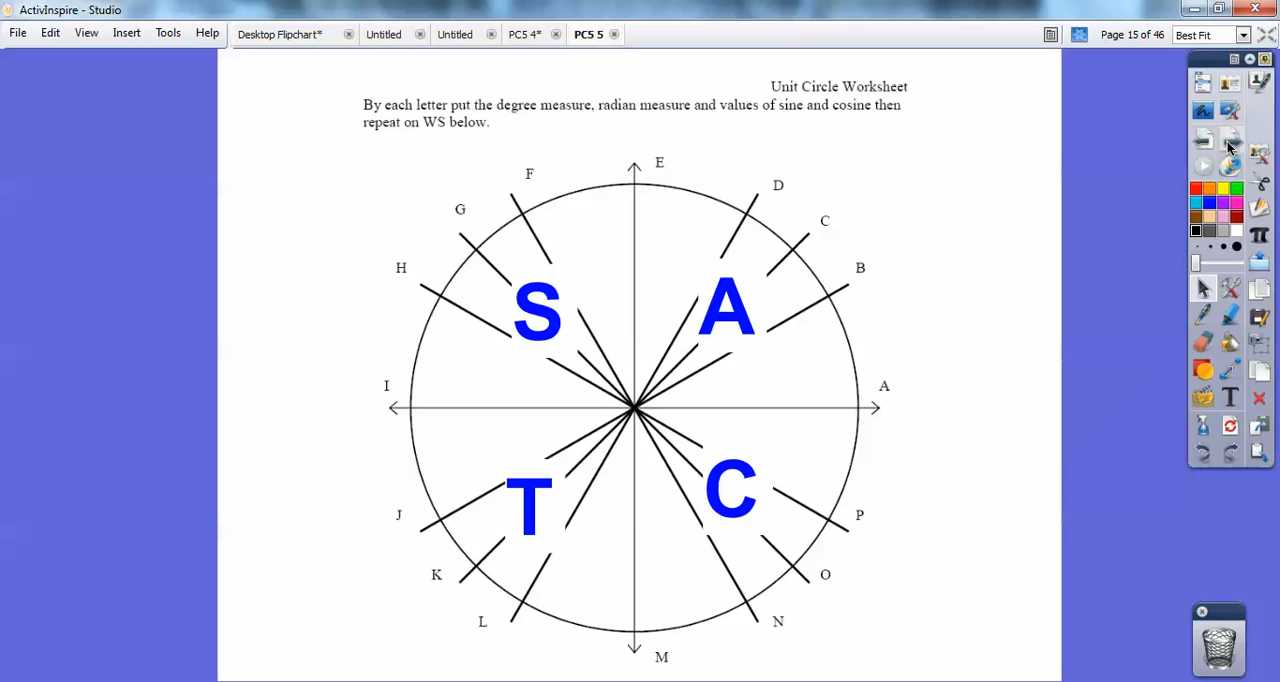 ActivInspire - Studio
File Edit View Insert Tools Help
Desktop Flipchart* Untitled Untitled PC5 4* PC5 5
Page 15 of 46 Best Fit
Unit Circle Worksheet
By each letter put the degree measure, radian measure and values of sine and cosine then
repeat on WS below.
E
F D
G C
H B
S A
I A
T C
J P
K O
L N
M